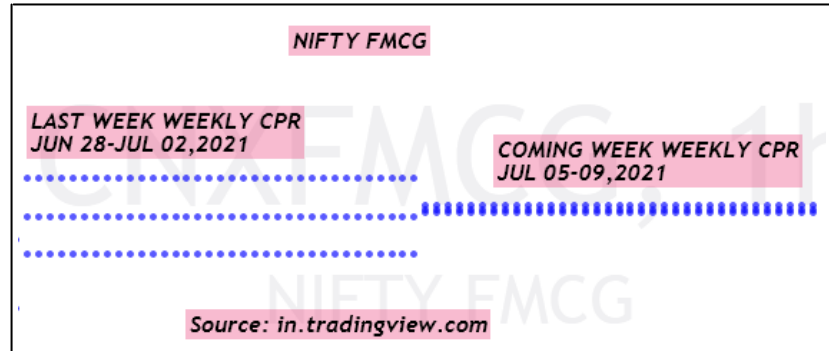 NIFTY FMCG
LAST WEEK WEEKLY CPR
JUN 28-JUL 02,2021
COMING WEEK WEEKLY CPR
JUL 05-09,2021
CNXFMCG, 1h
NIFTY FMCG
Source: in.tradingview.com